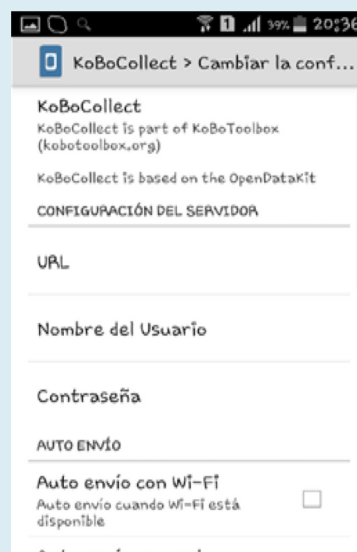 1 39% 20:36
KoBoCollect > Cambiar la conf...
KoBoCollect
KoBoCollect is part of KoBoToolbox
(kobotoolbox.org)
KoBoCollect is based on the OpenDataKit
CONFIGURACIÓN DEL SERVIDOR
URL
Nombre del Usuario
Contraseña
AUTO ENVÍO
Auto envío con Wi-Fi
Auto envio cuando Wi-Fi está
disponible